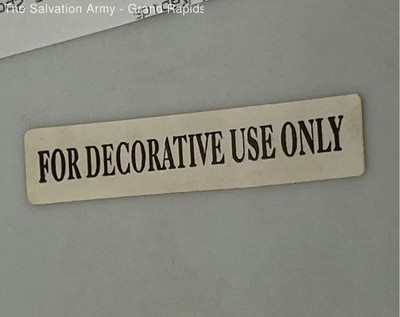 The Salvation Army - Grand Rapids
FOR DECORATIVE USE ONLY